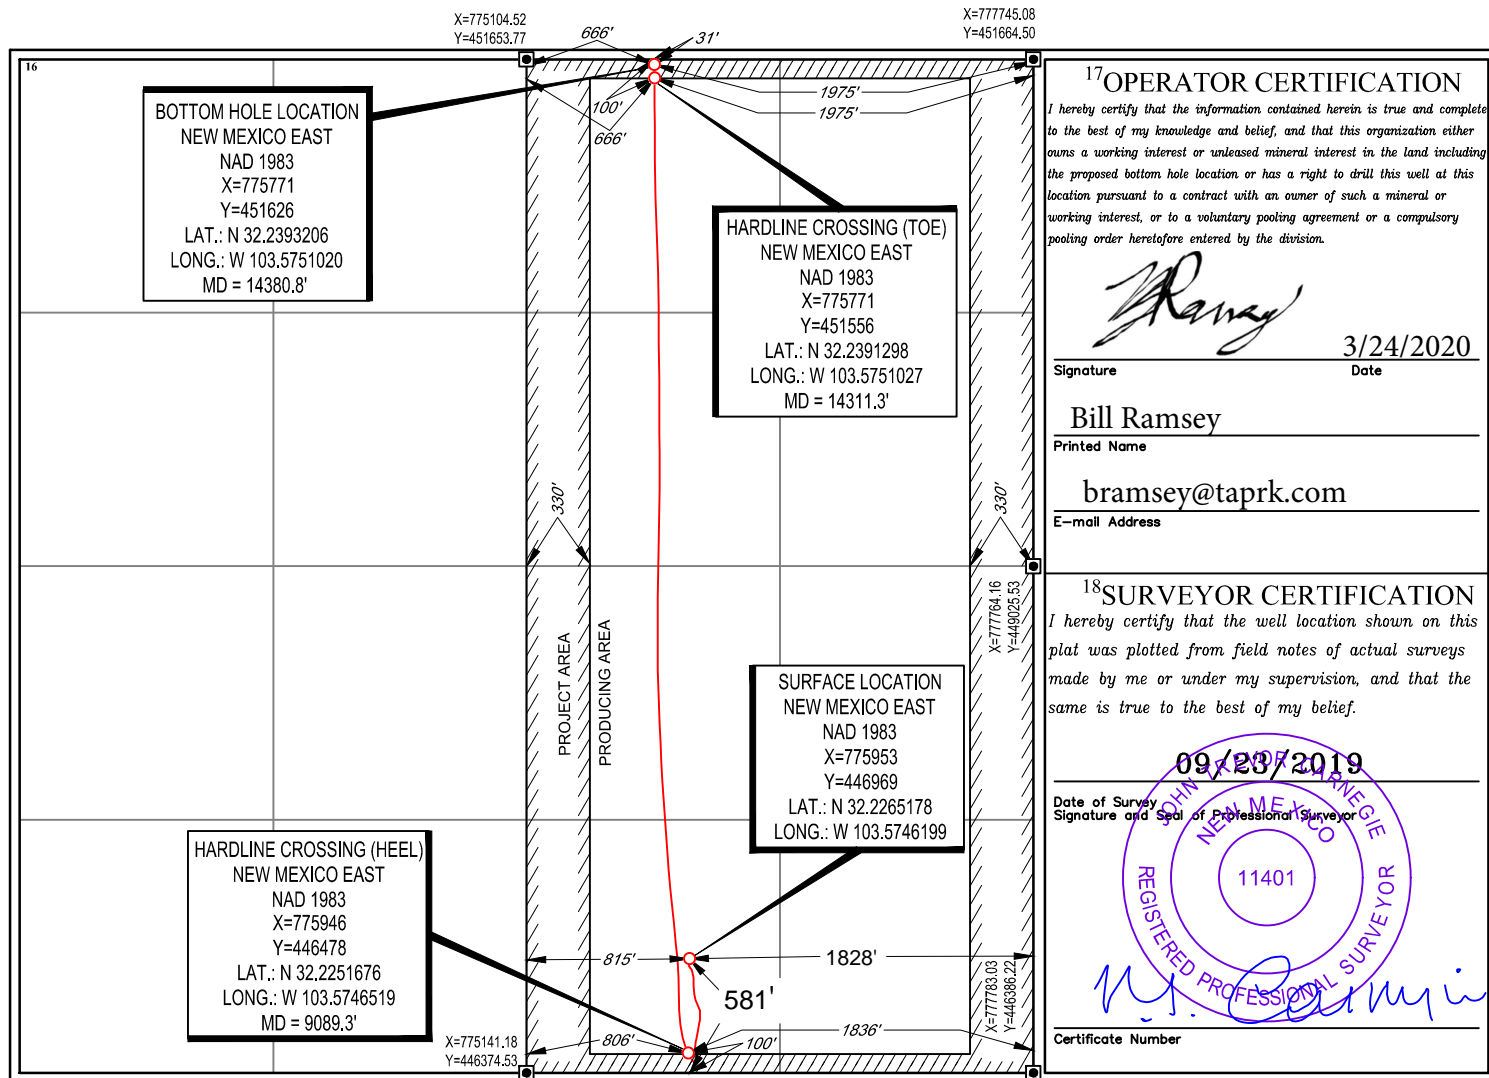 X=775104.52
Y=451653.77
X=777745.08
Y=451664.50
16
666'
31'
1975'
1975'
100'
666'
BOTTOM HOLE LOCATION
NEW MEXICO EAST
NAD 1983
X=775771
Y=451626
LAT.: N 32.2393206
LONG.: W 103.5751020
MD = 14380.8'
HARDLINE CROSSING (TOE)
NEW MEXICO EAST
NAD 1983
X=775771
Y=451556
LAT.: N 32.2391298
LONG.: W 103.5751027
MD = 14311.3'
330'
330'
PROJECT AREA
PRODUCING AREA
X=777764.16
Y=449025.53
SURFACE LOCATION
NEW MEXICO EAST
NAD 1983
X=775953
Y=446969
LAT.: N 32.2265178
LONG.: W 103.5746199
HARDLINE CROSSING (HEEL)
NEW MEXICO EAST
NAD 1983
X=775946
Y=446478
LAT.: N 32.2251676
LONG.: W 103.5746519
MD = 9089.3'
815'
1828'
581'
X=777783.03
Y=446386.22
1836'
806'
100'
X=775141.18
Y=446374.53
17 OPERATOR CERTIFICATION
I hereby certify that the information contained herein is true and complete
to the best of my knowledge and belief, and that this organization either
owns a working interest or unleased mineral interest in the land including
the proposed bottom hole location or has a right to drill this well at this
location pursuant to a contract with an owner of such a mineral or
working interest, or to a voluntary pooling agreement or a compulsory
pooling order heretofore entered by the division.
3/24/2020
Signature Date
Bill Ramsey
Printed Name
bramsey@taprk.com
E-mail Address
18 SURVEYOR CERTIFICATION
I hereby certify that the well location shown on this
plat was plotted from field notes of actual surveys
made by me or under my supervision, and that the
same is true to the best of my belief.
09/23/2019
Date of Survey
Signature and Seal of Professional Surveyor
JOHN TREVOR CARNEGIE
NEW MEXICO
11401
REGISTERED PROFESSIONAL SURVEYOR
Certificate Number